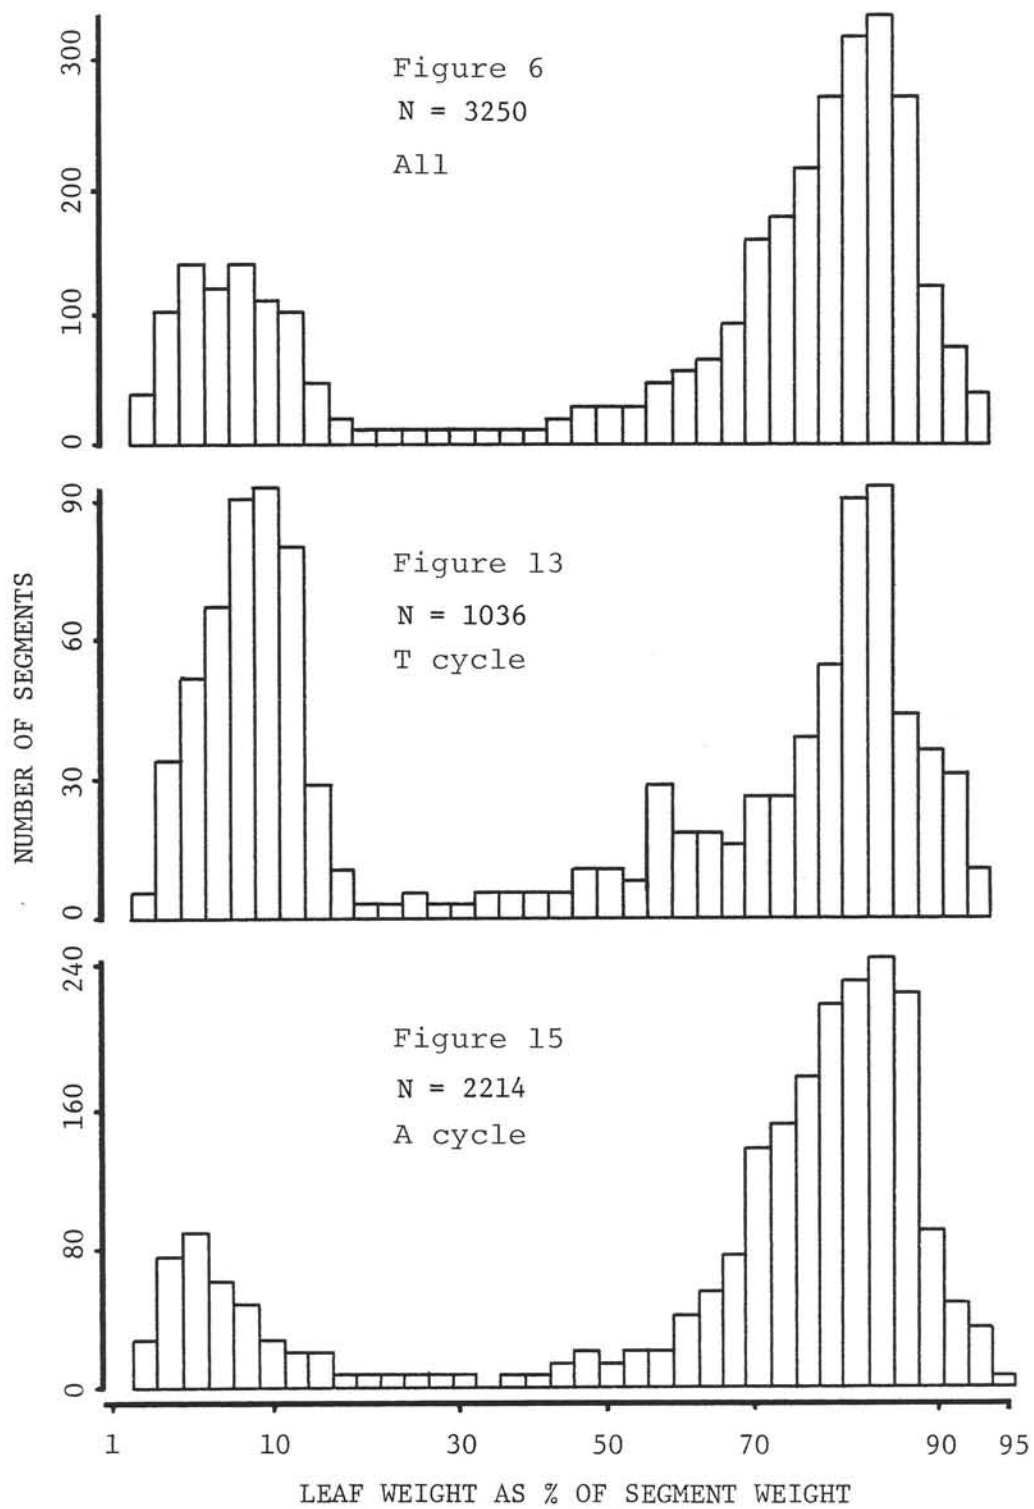 300
200
100
0
Figure 6
N = 3250
All
NUMBER OF SEGMENTS
90
60
30
0
Figure 13
N = 1036
T cycle
240
160
80
0
Figure 15
N = 2214
A cycle
1 10 30 50 70 90 95
LEAF WEIGHT AS % OF SEGMENT WEIGHT